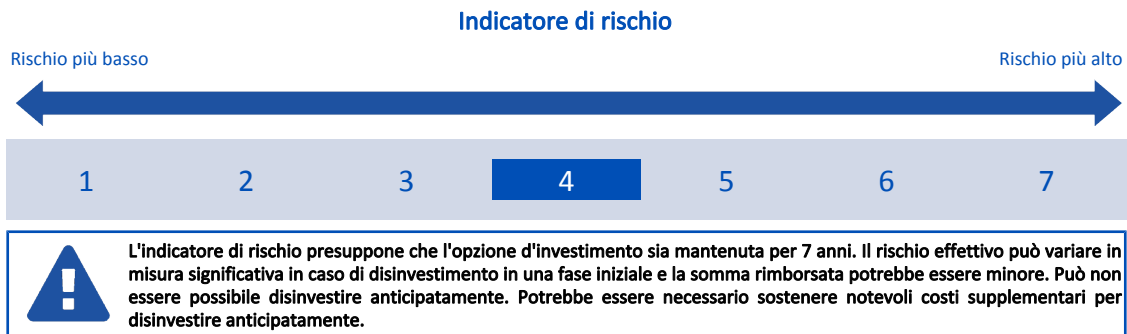 Indicatore di rischio
Rischio più basso
Rischio più alto
1 2 3 4 5 6 7
L'indicatore di rischio presuppone che l'opzione d'investimento sia mantenuta per 7 anni. Il rischio effettivo può variare in
misura significativa in caso di disinvestimento in una fase iniziale e la somma rimborsata potrebbe essere minore. Può non
essere possibile disinvestire anticipatamente. Potrebbe essere necessario sostenere notevoli costi supplementari per
disinvestire anticipatamente.